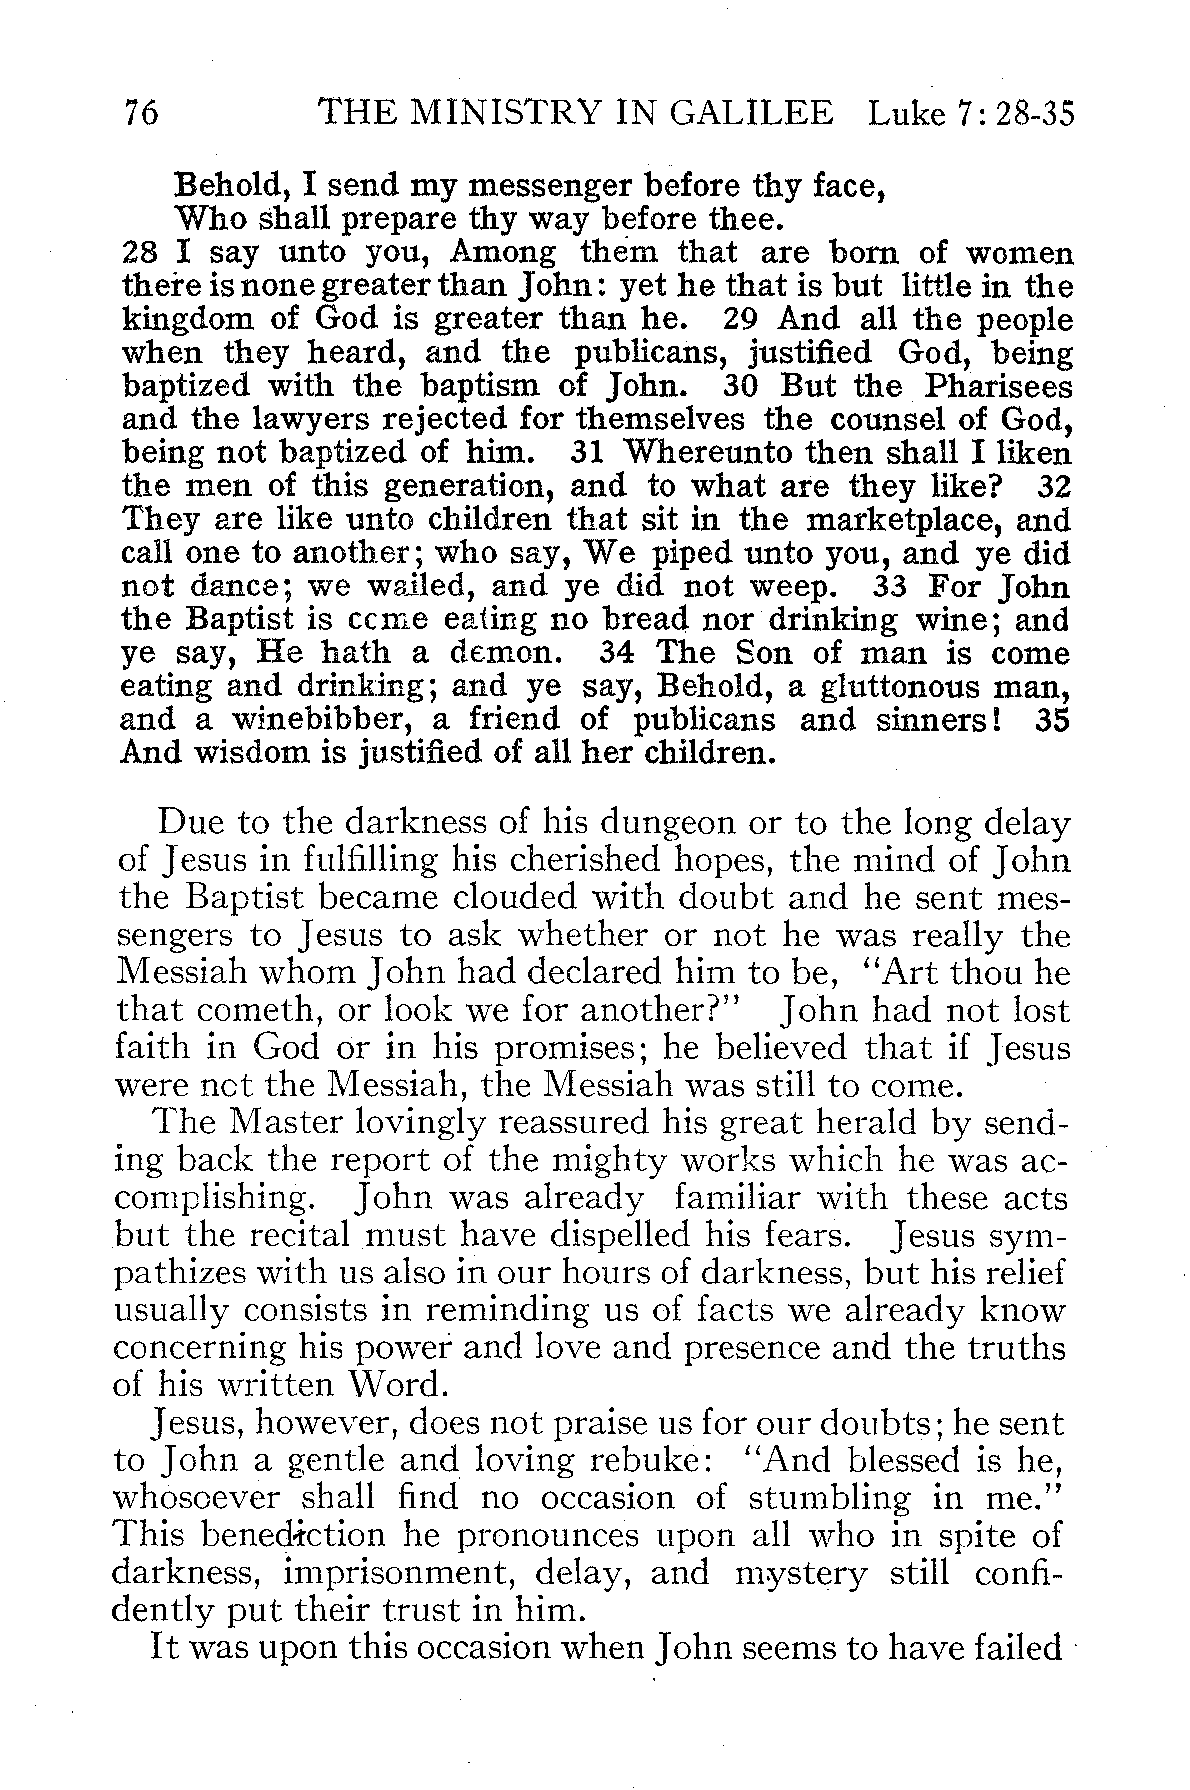 76 THE MINISTRY IN GALILEE Luke 7: 28-35
Behold, I send my messenger before thy face,
Who shall prepare thy way before thee.
28 I say unto you, Among them that are born of women
there is none greater than John: yet he that is but little in the
kingdom of God is greater than he. 29 And all the people
when they heard, and the publicans, justified God, being
baptized with the baptism of John. 30 But the Pharisees
and the lawyers rejected for themselves the counsel of God,
being not baptized of him. 31 Whereunto then shall I liken
the men of this generation, and to what are they like? 32
They are like unto children that sit in the marketplace, and
call one to another; who say, We piped unto you, and ye did
not dance; we wailed, and ye did not weep. 33 For John
the Baptist is come eating no bread nor drinking wine; and
ye say, He hath a demon. 34 The Son of man is come
eating and drinking; and ye say, Behold, a gluttonous man,
and a winebibber, a friend of publicans and sinners! 35
And wisdom is justified of all her children.
Due to the darkness of his dungeon or to the long delay
of Jesus in fulfilling his cherished hopes, the mind of John
the Baptist became clouded with doubt and he sent mes-
sengers to Jesus to ask whether or not he was really the
Messiah whom John had declared him to be, "Art thou he
that cometh, or look we for another?" John had not lost
faith in God or in his promises; he believed that if Jesus
were not the Messiah, the Messiah was still to come.
The Master lovingly reassured his great herald by send-
ing back the report of the mighty works which he was ac-
complishing. John was already familiar with these acts
but the recital must have dispelled his fears. Jesus sym-
pathizes with us also in our hours of darkness, but his relief
usually consists in reminding us of facts we already know
concerning his power and love and presence and the truths
of his written Word.
Jesus, however, does not praise us for our doubts; he sent
to John a gentle and loving rebuke: "And blessed is he,
whosoever shall find no occasion of stumbling in me."
This benediction he pronounces upon all who in spite of
darkness, imprisonment, delay, and mystery still confi-
dently put their trust in him.
It was upon this occasion when John seems to have failed